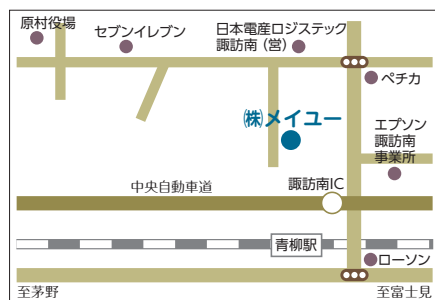 原村役場
セブンイレブン
日本電産ロジステック
諏訪南（営）
ペチカ
㈱メイユー
エプソン
諏訪南
事業所
中央自動車道
諏訪南IC
青柳駅
ローソン
至茅野
至富士見